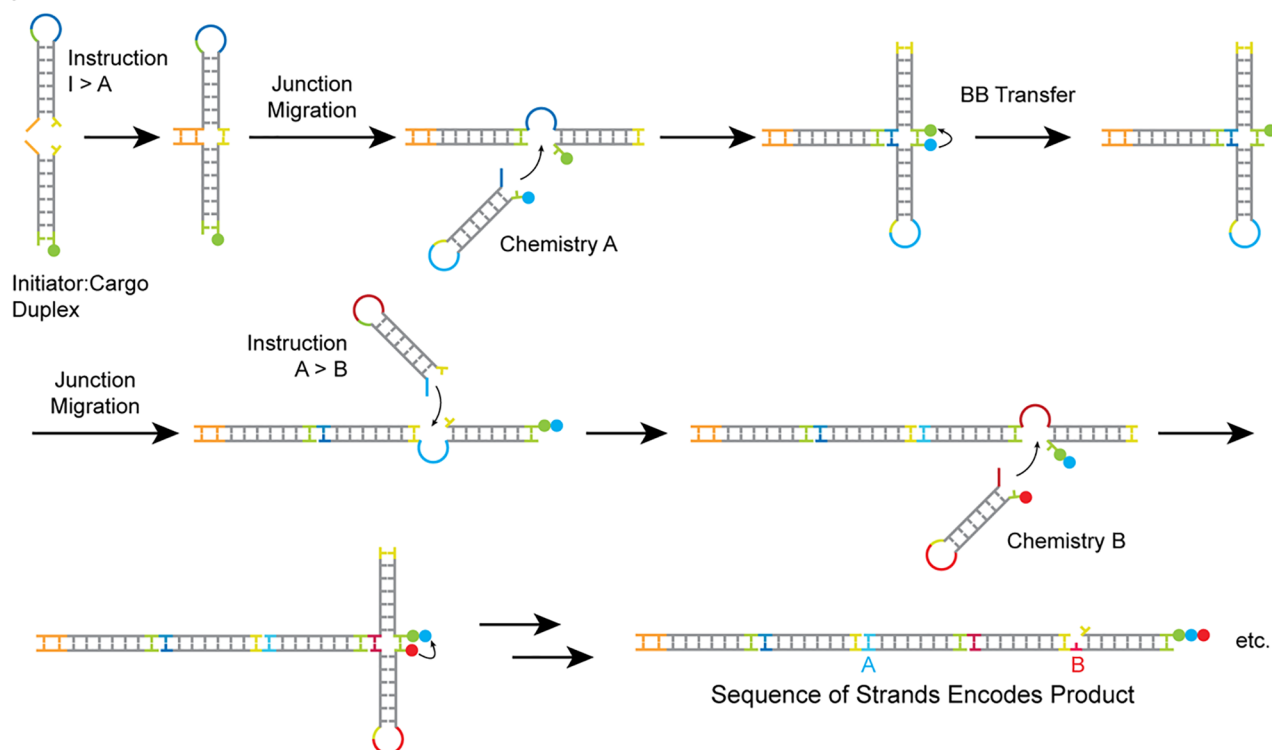 Instruction
I > A
Junction
Migration
BB Transfer
Chemistry A
Initiator:Cargo
Duplex
Instruction
A > B
Junction
Migration
Chemistry B
etc.
A
B
Sequence of Strands Encodes Product